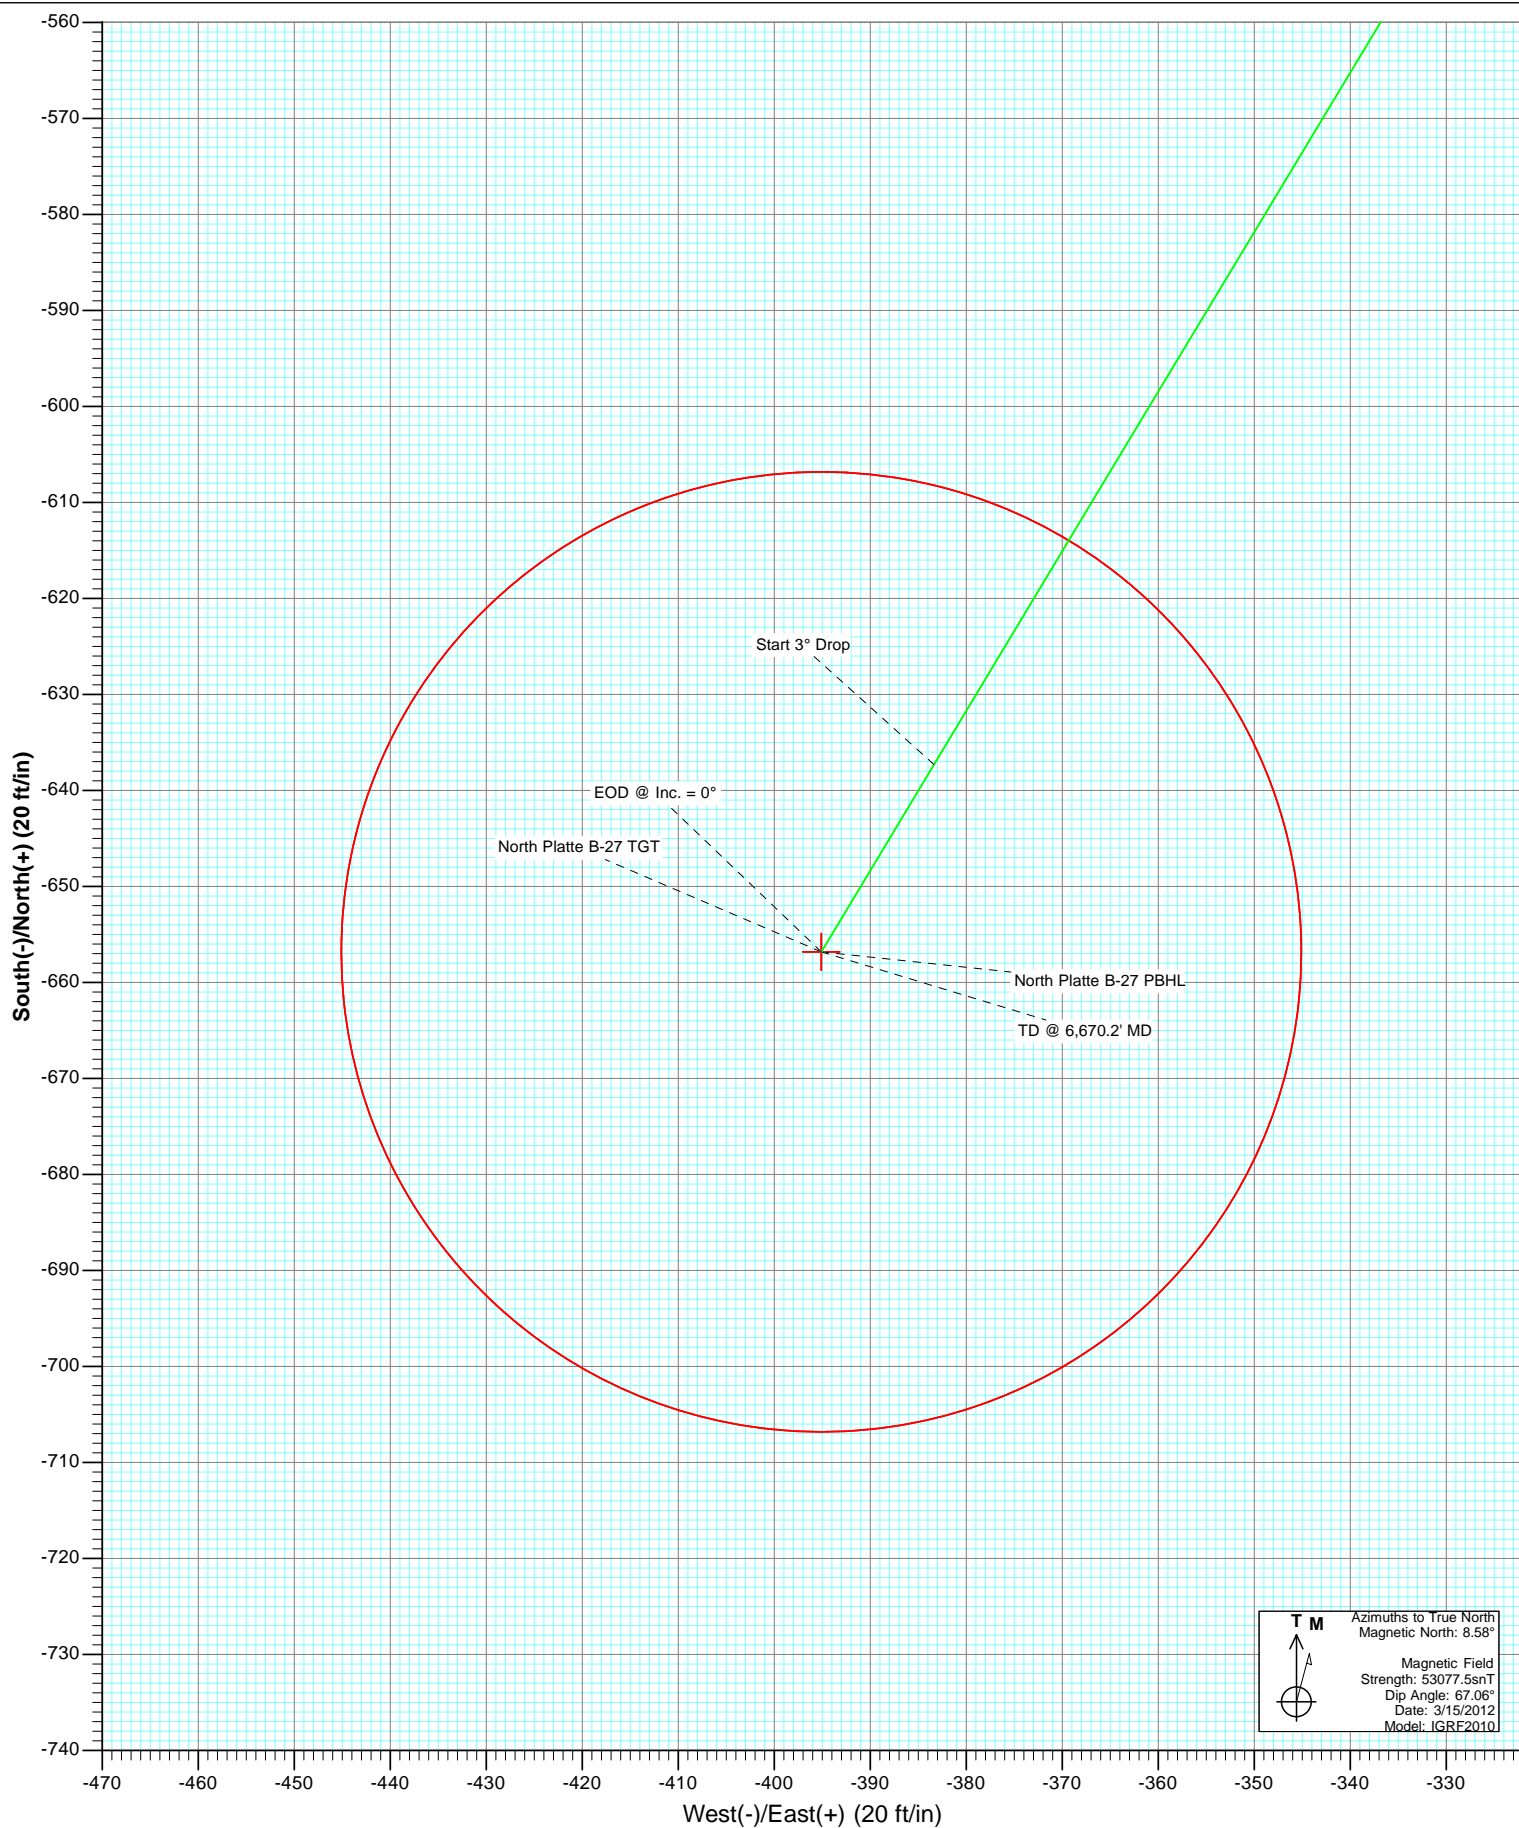 -560
-570
-580
-590
-600
-610
-620
-630
-640
-650
-660
-670
-680
-690
-700
-710
-720
-730
-740
South(-)/North(+) (20 ft/in)
Start 3° Drop
EOD @ Inc. = 0°
North Platte B-27 TGT
North Platte B-27 PBHL
TD @ 6,670.2' MD
T M
Azimuths to True North
Magnetic North: 8.58°
Magnetic Field
Strength: 53077.5snT
Dip Angle: 67.06°
Date: 3/15/2012
Model: IGRF2010
-470 -460 -450 -440 -430 -420 -410 -400 -390 -380 -370 -360 -350 -340 -330
West(-)/East(+) (20 ft/in)